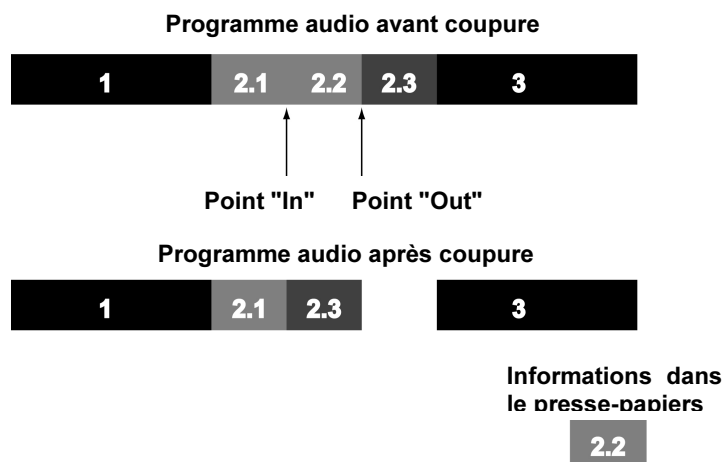 Programme audio avant coupure
1 2.1 2.2 2.3 3
Point "In" Point "Out"
Programme audio après coupure
1 2.1 2.3 3
Informations dans
le presse-papiers
2.2